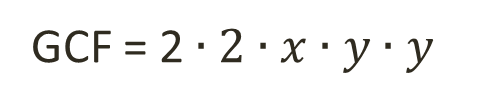 GCF = 2 · 2 · x · y · y